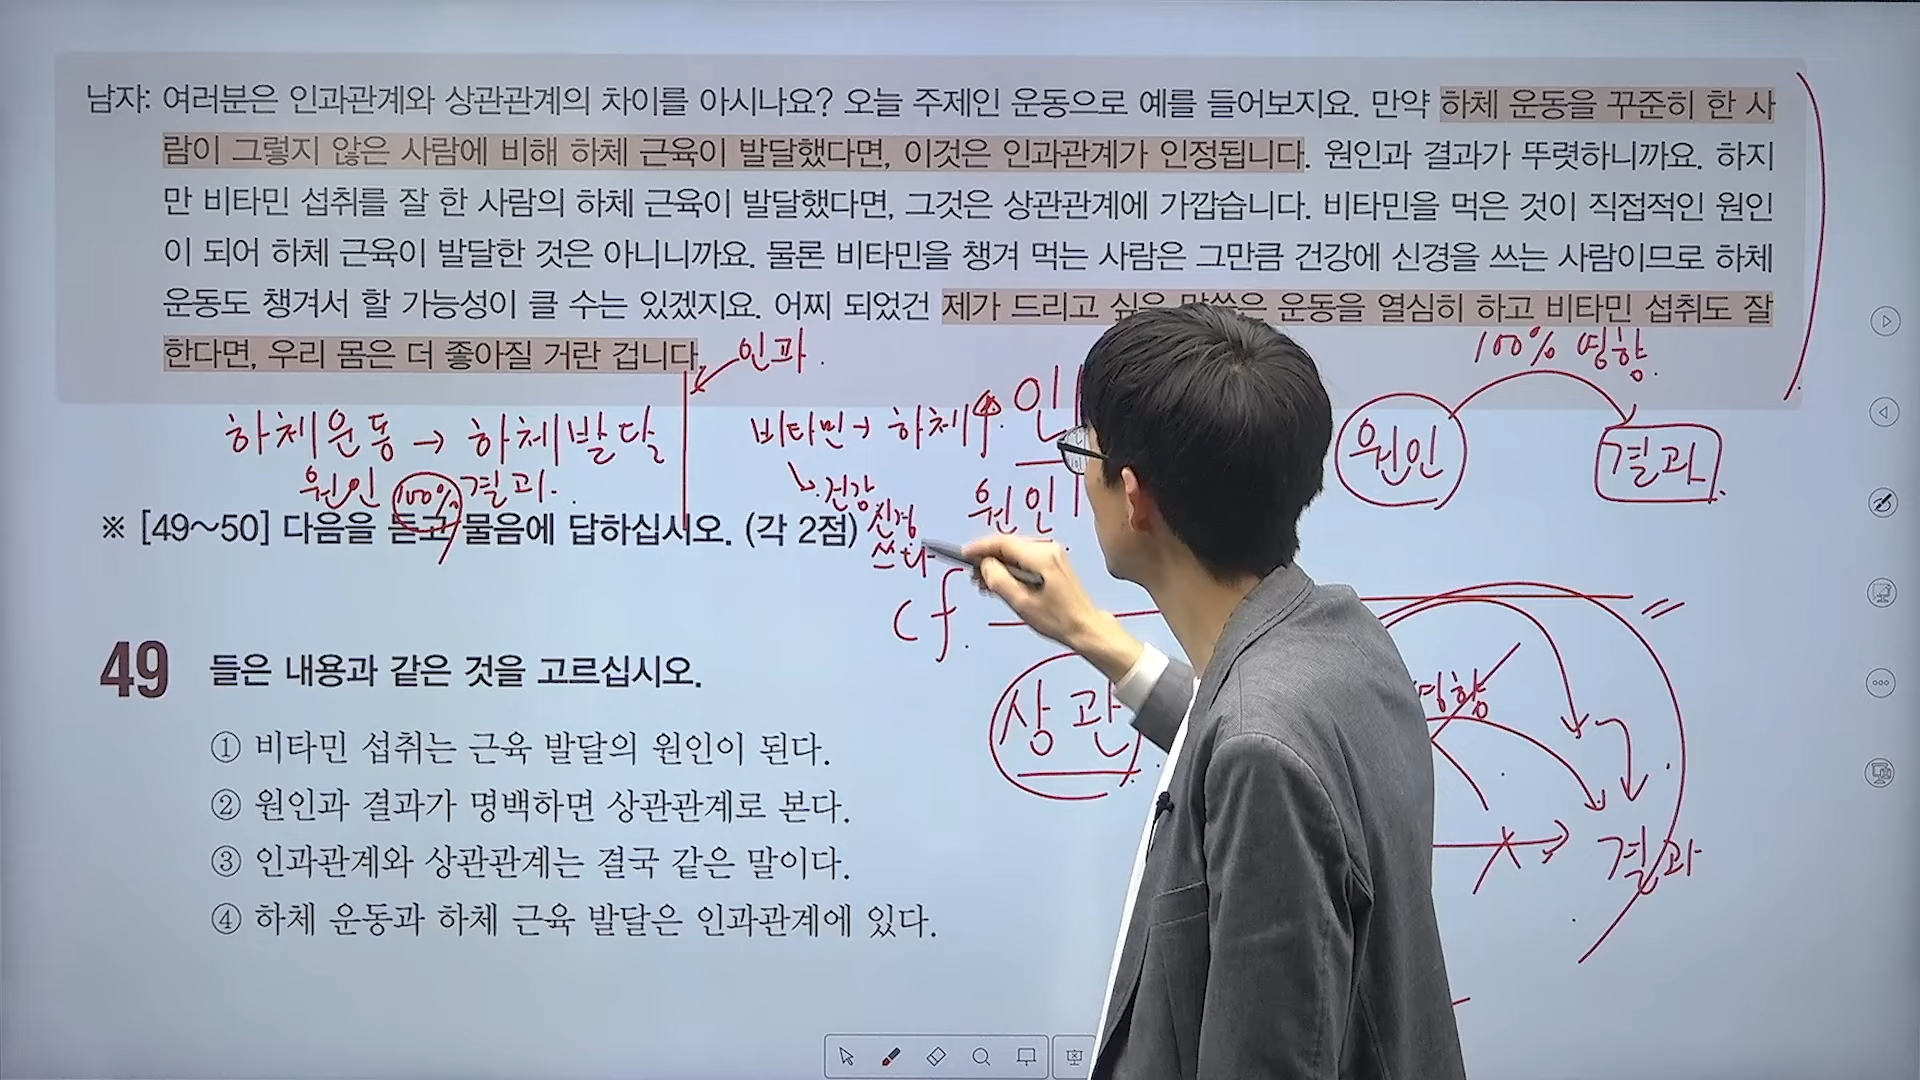 남자: 여러분은 인과관계와 상관관계의 차이를 아시나요? 오늘 주제인 운동으로 예를 들어보지요. 만약 하체 운동을 꾸준히 한 사
람이 그렇지 않은 사람에 비해 하체 근육이 발달했다면, 이것은 인과관계가 인정됩니다. 원인과 결과가 뚜렷하니까요. 하지
만 비타민 섭취를 잘 한 사람의 하체 근육이 발달했다면, 그것은 상관관계에 가깝습니다. 비타민을 먹은 것이 직접적인 원인
이 되어 하체 근육이 발달한 것은 아니니까요. 물론 비타민을 챙겨 먹는 사람은 그만큼 건강에 신경을 쓰는 사람이므로 하체
운동도 챙겨서 할 가능성이 클 수는 있겠지요. 어찌 되었건 제가 드리고 싶은 말씀은 운동을 열심히 하고 비타민 섭취도 잘
한다면, 우리 몸은 더 좋아질 거란 겁니다.
인과.
100% 영향.
하체운동 → 하체발달
비타민 → 하체↑.
인
원인
결과.
원인 100% 결과.
건강
신경
쓰다
원인
※ [49~50] 다음을 듣고 물음에 답하십시오. (각 2점)
cf.
상관
영향
결과
49 들은 내용과 같은 것을 고르십시오.
① 비타민 섭취는 근육 발달의 원인이 된다.
② 원인과 결과가 명백하면 상관관계로 본다.
③ 인과관계와 상관관계는 결국 같은 말이다.
④ 하체 운동과 하체 근육 발달은 인과관계에 있다.